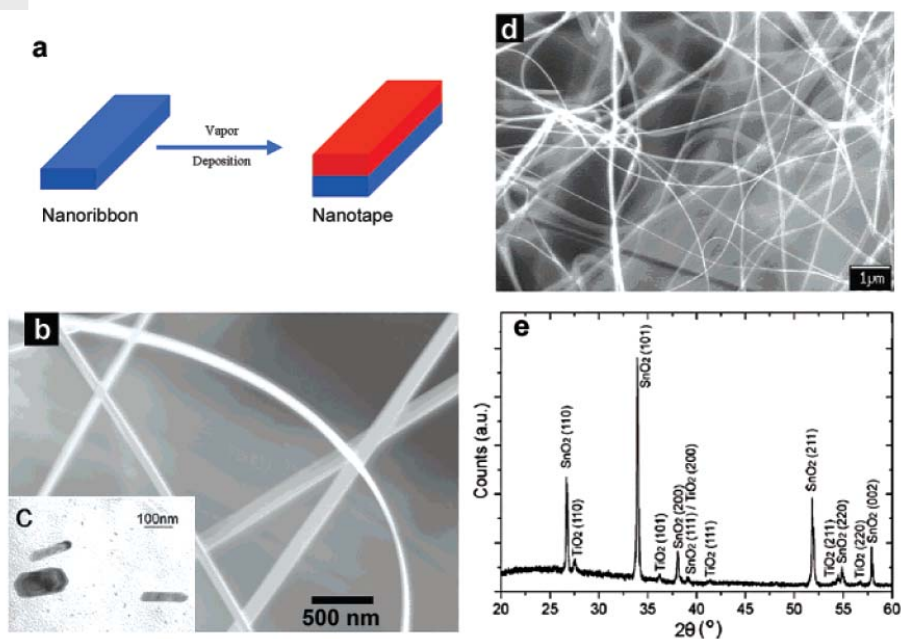 a
Vapor
Deposition
Nanoribbon
Nanotape
b
500 nm
c
100nm
d
1μm
e
Counts (a.u.)
SnO2 (110)
TiO2 (110)
SnO2 (101)
TiO2 (101)
SnO2 (200)
SnO2 (111) / TiO2 (200)
TiO2 (111)
SnO2 (211)
TiO2 (211)
SnO2 (220)
TiO2 (220)
SnO2 (002)
20 25 30 35 40 45 50 55 60
2θ (°)